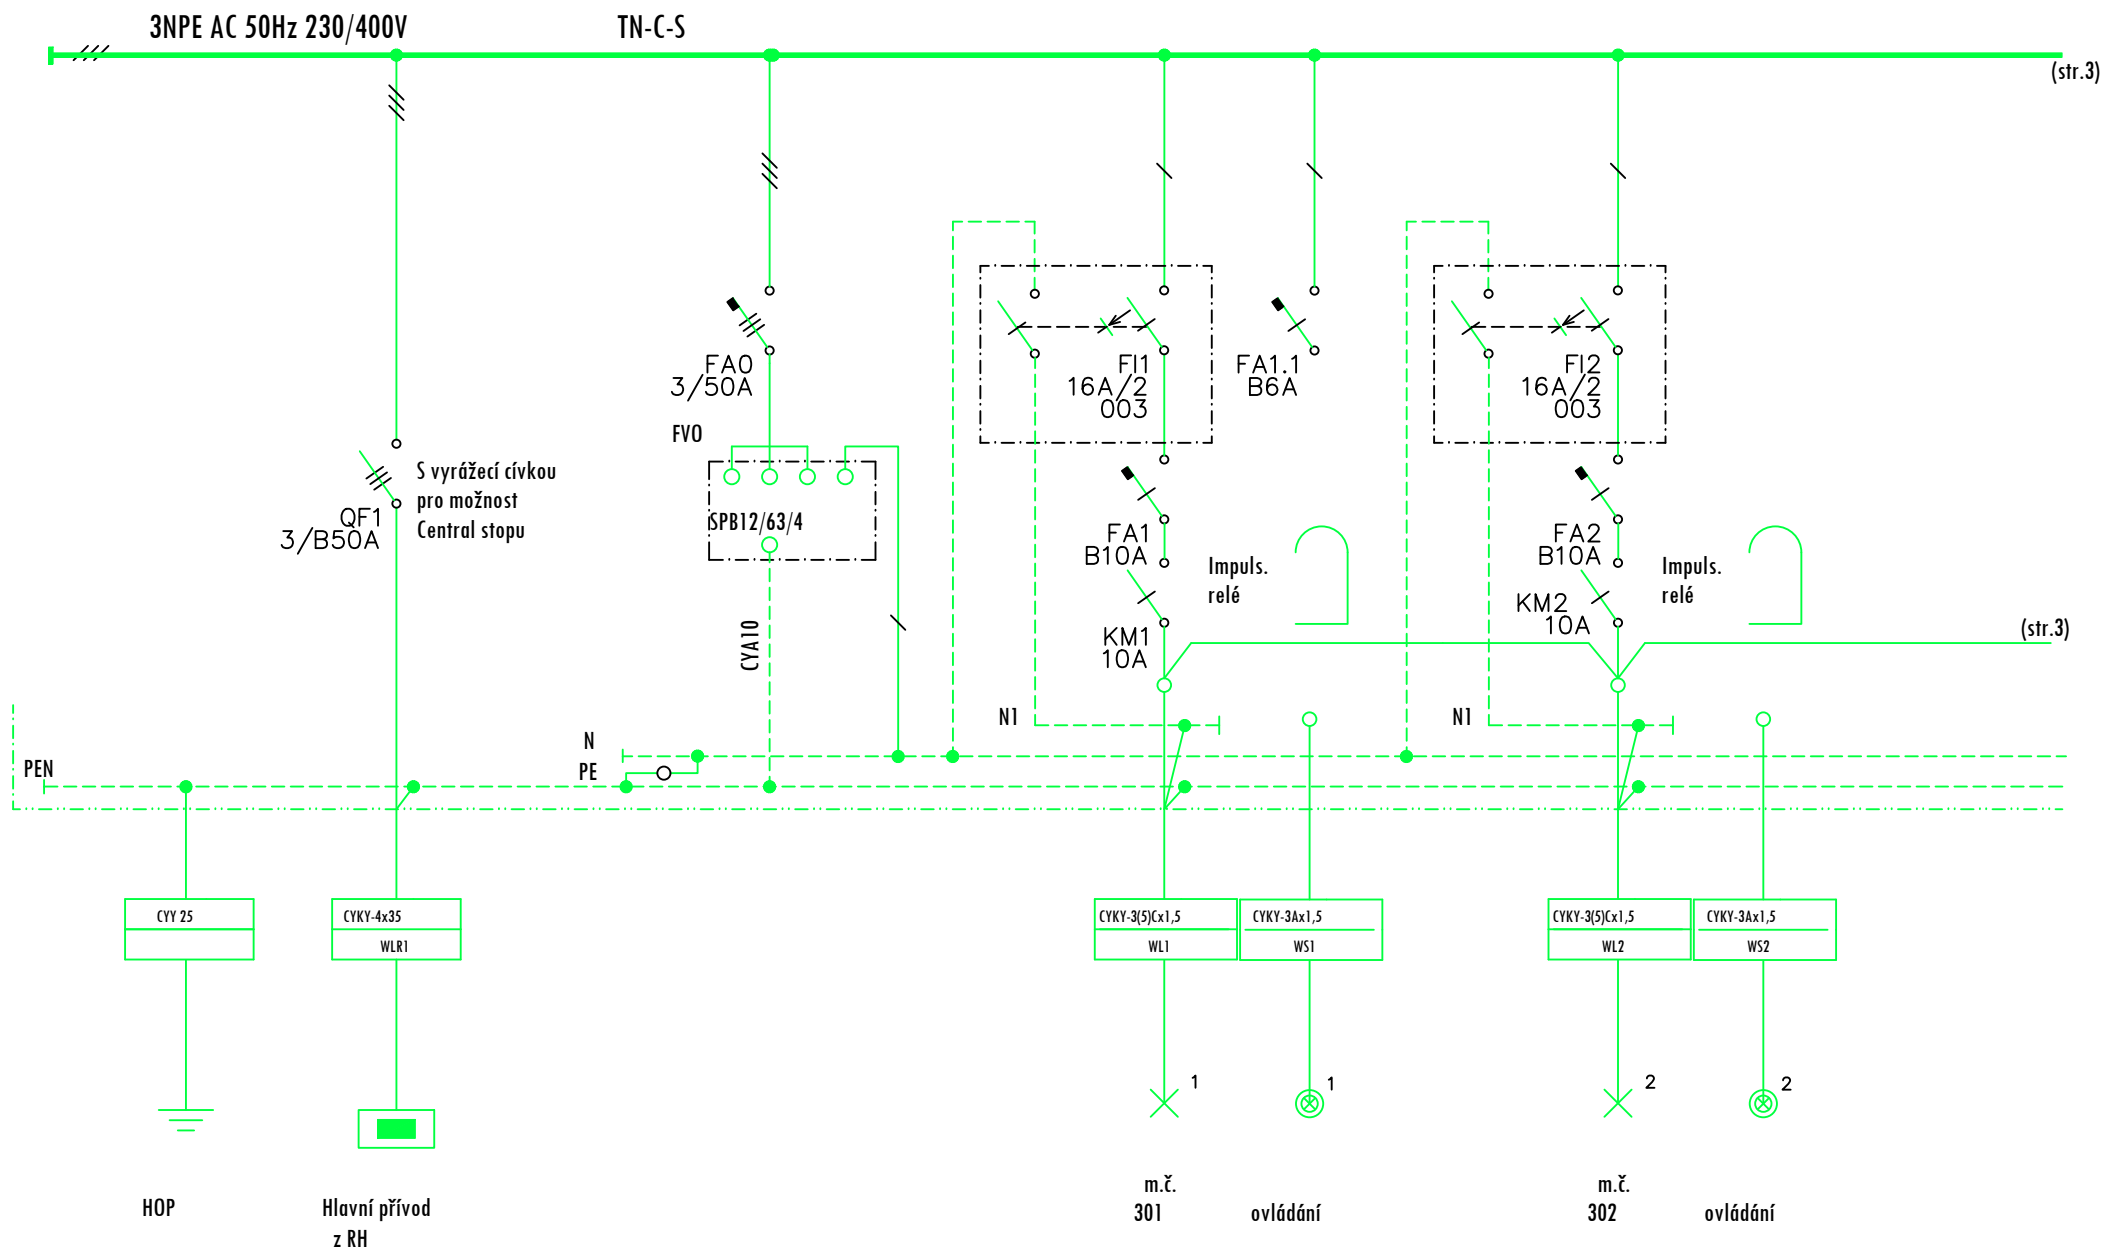 3NPE AC 50Hz 230/400V
TN-C-S
(str.3)
FA0
3/50A
FI1
16A/2
003
FA1.1
B6A
FI2
16A/2
003
FV0
S vyrážecí cívkou
pro možnost
Central stopu
QF1
3/B50A
SPB12/63/4
FA1
B10A
Impuls.
relé
FA2
B10A
Impuls.
relé
CYA10
KM1
10A
KM2
10A
(str.3)
N1
N1
N
PE
PEN
CYY 25
CYKY-4x35
WLR1
CYKY-3(5)Cx1,5
WL1
CYKY-3Ax1,5
WS1
CYKY-3(5)Cx1,5
WL2
CYKY-3Ax1,5
WS2
1
1
2
2
HOP
Hlavní přívod
z RH
m.č.
301
ovládání
m.č.
302
ovládání